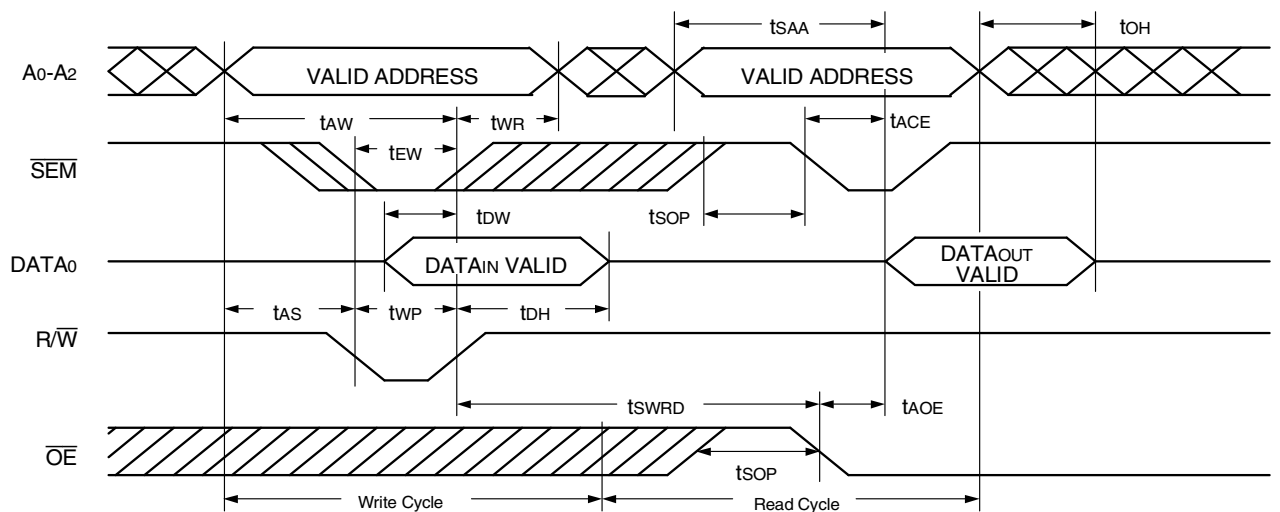 tSAA
tOH
A0-A2
VALID ADDRESS
VALID ADDRESS
tAW
tWR
tACE
tEW
SEM
tDW
tSOP
DATA0
DATAIN VALID
DATAOUT
VALID
tAS
tWP
tDH
R/W
tSWRD
tAOE
OE
tSOP
Write Cycle
Read Cycle